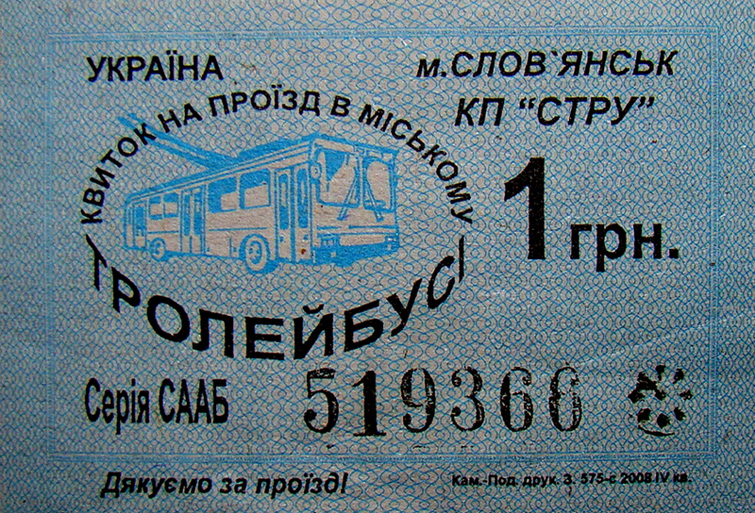 УКРАЇНА
м.СЛОВ`ЯНСЬК
КП “СТРУ”
КВИТОК НА ПРОЇЗД В МІСЬКОМУ
ТРОЛЕЙБУСІ
1 грн.
Серія СААБ
519366
Дякуємо за проїзд!
Кам.-Под. друк. З. 575-с 2008 IV кв.